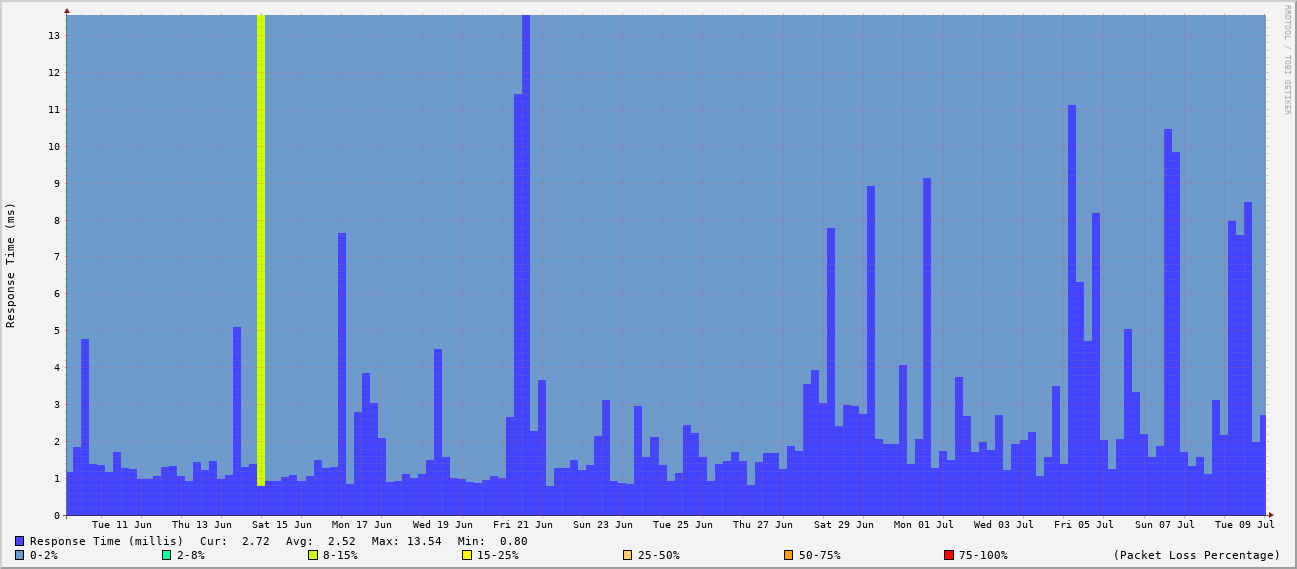 RRDTOOL / TOBI OETIKER
Response Time (ms)
13
12
11
10
9
8
7
6
5
4
3
2
1
0
Tue 11 Jun Thu 13 Jun Sat 15 Jun Mon 17 Jun Wed 19 Jun Fri 21 Jun Sun 23 Jun Tue 25 Jun Thu 27 Jun Sat 29 Jun Mon 01 Jul Wed 03 Jul Fri 05 Jul Sun 07 Jul Tue 09 Jul
Response Time (millis) Cur: 2.72 Avg: 2.52 Max: 13.54 Min: 0.80
0-2% 2-8% 8-15% 15-25% 25-50% 50-75% 75-100% (Packet Loss Percentage)